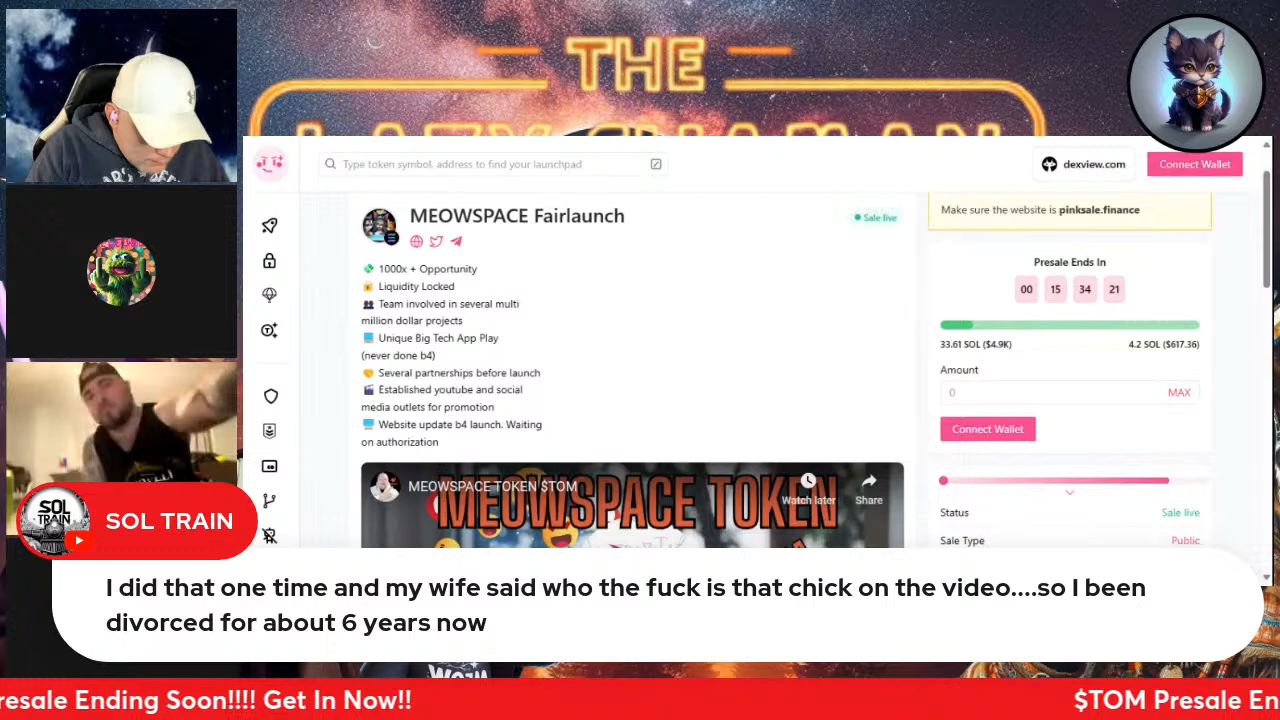 THE
Type token symbol, address to find your launchpad
dexview.com
Connect Wallet
MEOWSPACE Fairlaunch
Sale live
1000x + Opportunity
Liquidity Locked
Team involved in several multi
million dollar projects
Unique Big Tech App Play
(never done b4)
Several partnerships before launch
Established youtube and social
media outlets for promotion
Website update b4 launch. Waiting
on authorization
MEOWSPACE TOKEN $TOM
MEOWSPACE TOKEN
Watch later
Share
Make sure the website is pinksale.finance
Presale Ends In
00 15 34 21
33.61 SOL ($4.9K)
4.2 SOL ($617.36)
Amount
0
MAX
Connect Wallet
Status
Sale live
Sale Type
Public
SOL
TRAIN
SOL TRAIN
I did that one time and my wife said who the fuck is that chick on the video....so I been
divorced for about 6 years now
resale Ending Soon!!!! Get In Now!!
$TOM Presale En